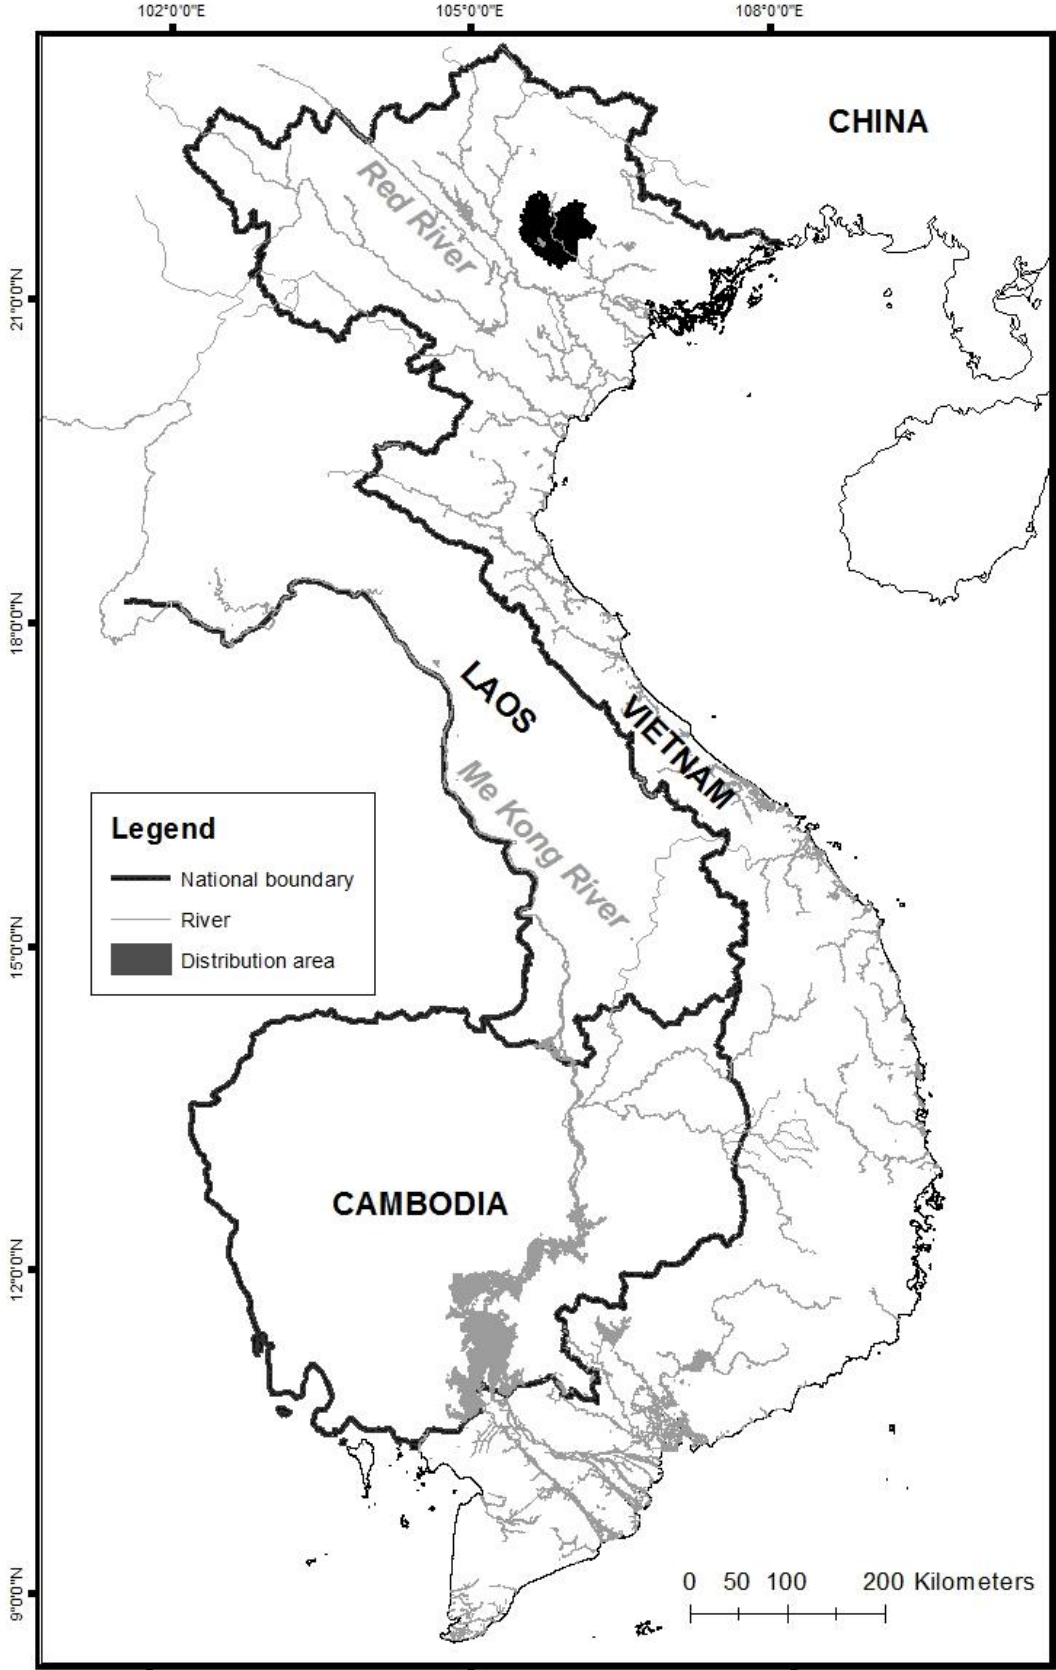 102°0'0"E 105°0'0"E 108°0'0"E
CHINA
Red River
21°0'0"N
18°0'0"N
LAOS
VIETNAM
Me Kong River
Legend
National boundary
River
Distribution area
15°0'0"N
CAMBODIA
12°0'0"N
0 50 100 200 Kilometers
9°0'0"N